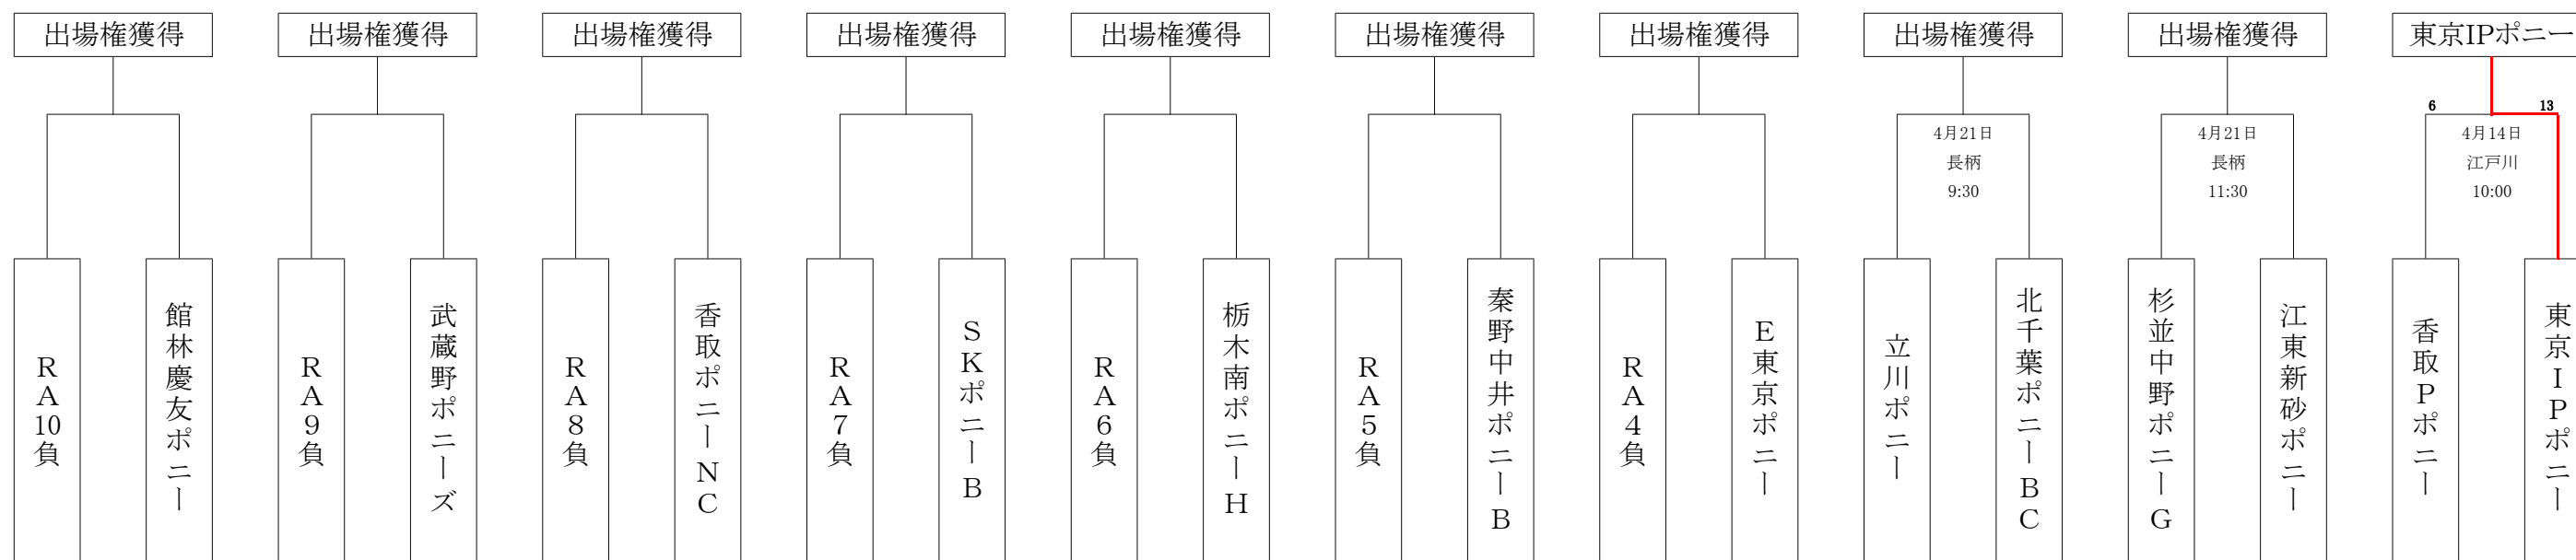 出場権獲得
出場権獲得
出場権獲得
出場権獲得
出場権獲得
出場権獲得
出場権獲得
出場権獲得
出場権獲得
東京IPポニー
6
13
4月21日
長柄
9:30
4月21日
長柄
11:30
4月14日
江戸川
10:00
RA10負
館林慶友ポニー
RA9負
武蔵野ポニーズ
RA8負
香取ポニーNC
RA7負
SKポニーB
RA6負
栃木南ポニーH
RA5負
秦野中井ポニーB
RA4負
E東京ポニー
立川ポニー
北千葉ポニーBC
杉並中野ポニーG
江東新砂ポニー
香取Pポニー
東京IPポニー